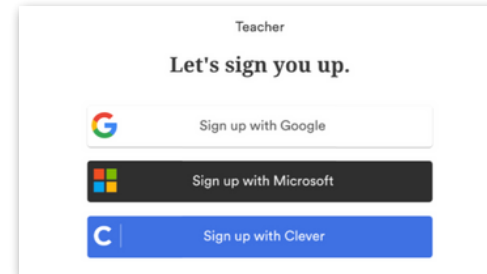 Teacher
Let's sign you up.
Sign up with Google
Sign up with Microsoft
C Sign up with Clever